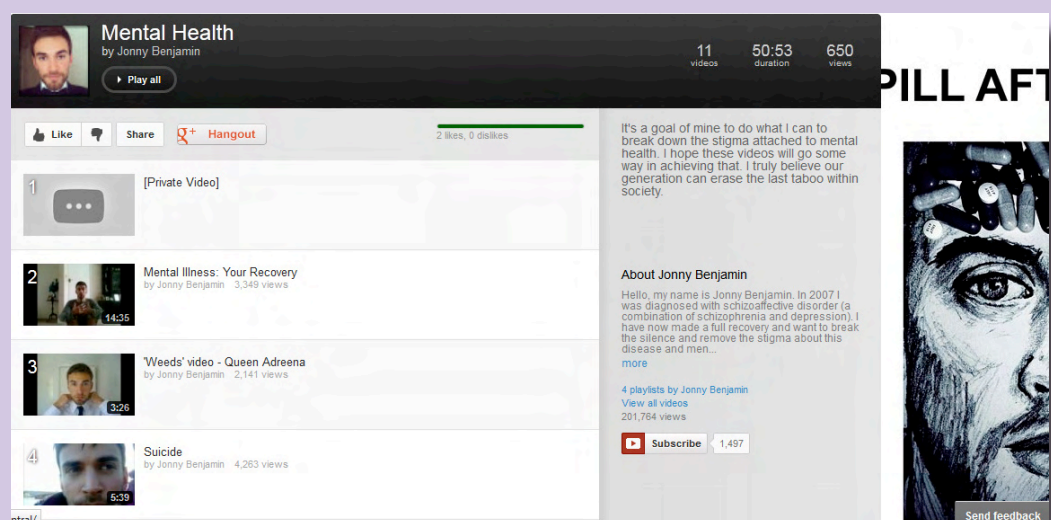 Mental Health
by Jonny Benjamin
Play all
11
videos
50:53
duration
650
views
PILL AFT
Like
Share
g+ Hangout
2 likes, 0 dislikes
1
[Private Video]
2
Mental Illness: Your Recovery
by Jonny Benjamin 3,349 views
14:35
3
'Weeds' video - Queen Adreena
by Jonny Benjamin 2,141 views
3:26
4
Suicide
by Jonny Benjamin 4,263 views
5:39
ntral/
It's a goal of mine to do what I can to
break down the stigma attached to mental
health. I hope these videos will go some
way in achieving that. I truly believe our
generation can erase the last taboo within
society.
About Jonny Benjamin
Hello, my name is Jonny Benjamin. In 2007 I
was diagnosed with schizoaffective disorder (a
combination of schizophrenia and depression). I
have now made a full recovery and want to break
the silence and remove the stigma about this
disease and men...
more
4 playlists by Jonny Benjamin
View all videos
201,764 views
Subscribe 1,497
Send feedback